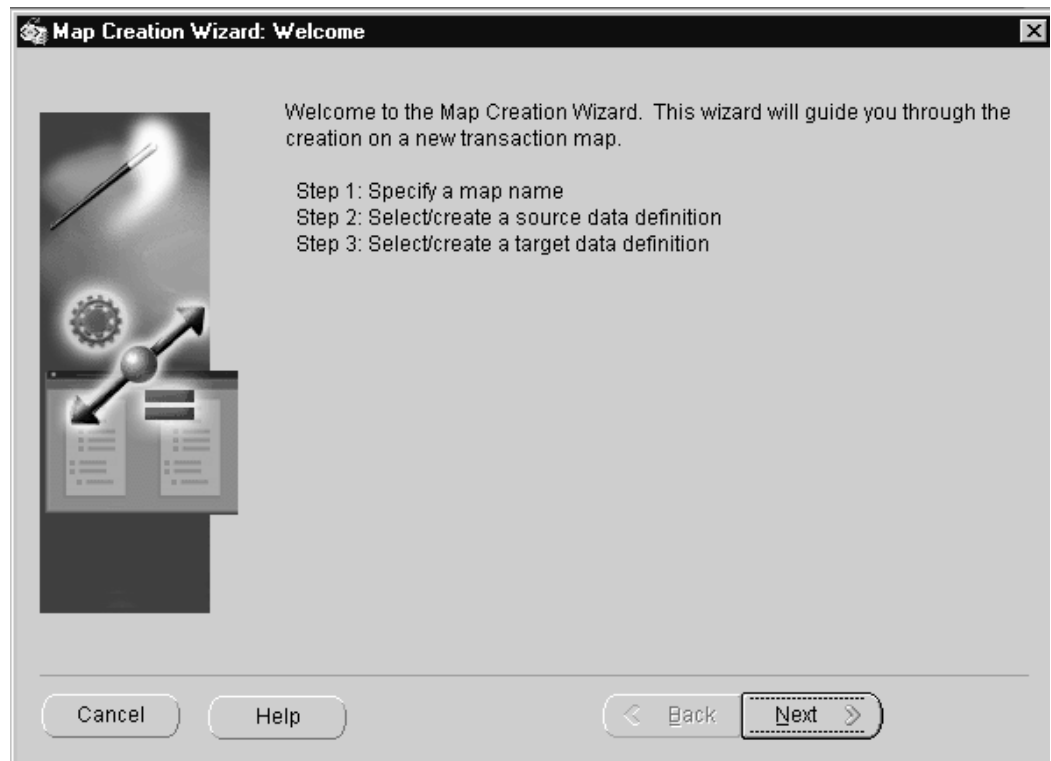 Map Creation Wizard: Welcome
Welcome to the Map Creation Wizard. This wizard will guide you through the
creation on a new transaction map.
Step 1: Specify a map name
Step 2: Select/create a source data definition
Step 3: Select/create a target data definition
Cancel
Help
Back
Next